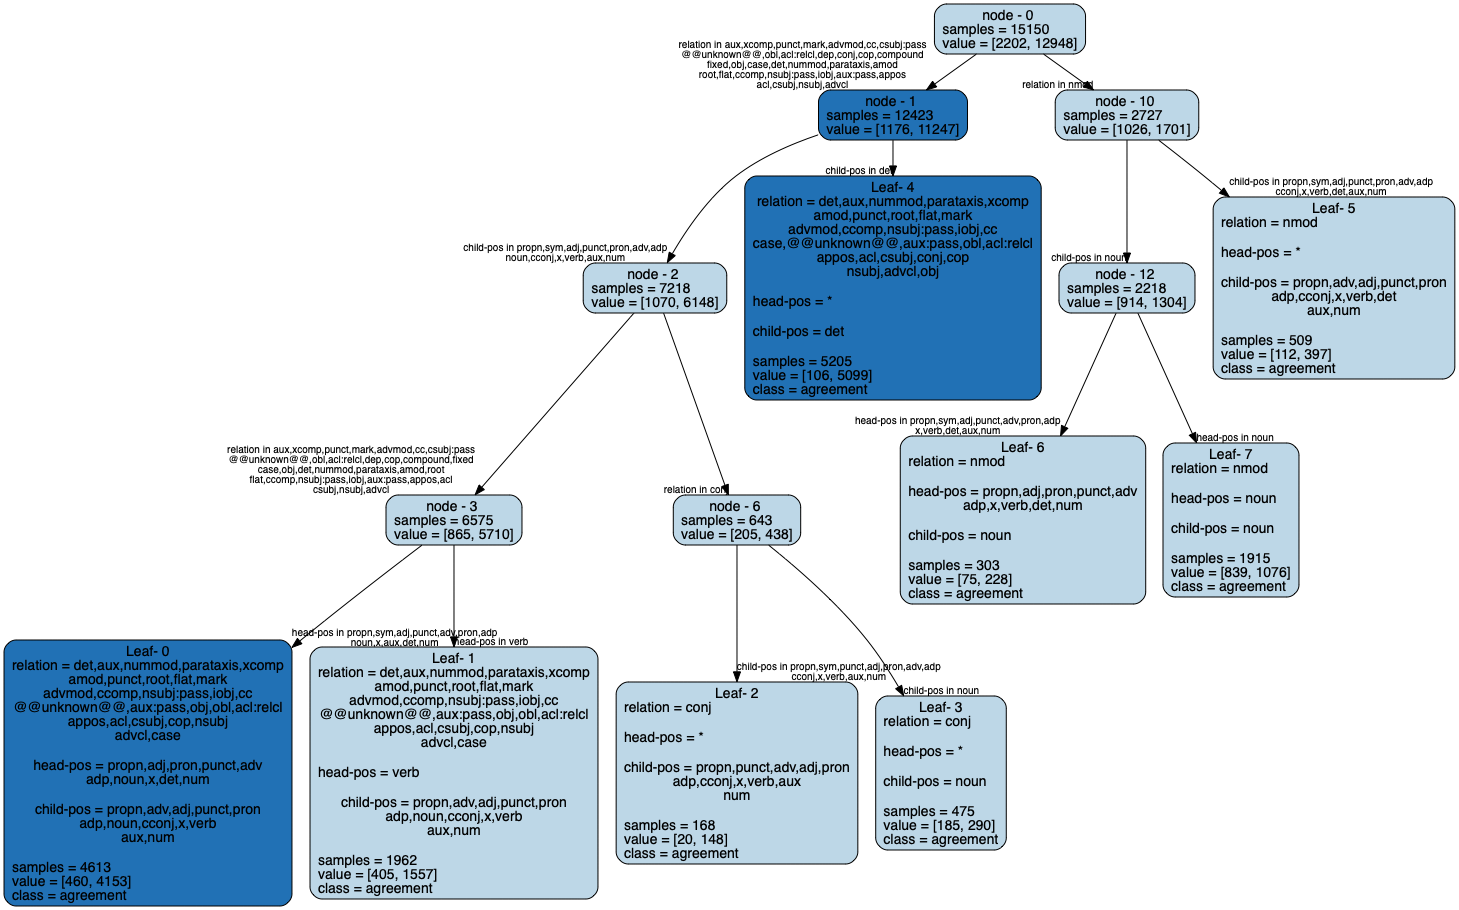 node - 0
samples = 15150
value = [2202, 12948]
relation in aux,xcomp,punct,mark,advmod,cc,csubj:pass
@@unknown@@,obl,acl:relcl,dep,conj,cop,compound
fixed,obj,case,det,nummod,parataxis,amod
root,flat,ccomp,nsubj:pass,iobj,aux:pass,appos
acl,csubj,nsubj,advcl
relation in nmod
node - 1
samples = 12423
value = [1176, 11247]
node - 10
samples = 2727
value = [1026, 1701]
child-pos in det
Leaf- 4
relation = det,aux,nummod,parataxis,xcomp
amod,punct,root,flat,mark
advmod,ccomp,nsubj:pass,iobj,cc
case,@@unknown@@,aux:pass,obl,acl:relcl
appos,acl,csubj,conj,cop
nsubj,advcl,obj
head-pos = *
child-pos = det
samples = 5205
value = [106, 5099]
class = agreement
child-pos in propn,sym,adj,punct,pron,adv,adp
cconj,x,verb,det,aux,num
Leaf- 5
relation = nmod
head-pos = *
child-pos = propn,adv,adj,punct,pron
adp,cconj,x,verb,det
aux,num
samples = 509
value = [112, 397]
class = agreement
child-pos in propn,sym,adj,punct,pron,adv,adp
noun,cconj,x,verb,aux,num
node - 2
samples = 7218
value = [1070, 6148]
child-pos in noun
node - 12
samples = 2218
value = [914, 1304]
head-pos in propn,sym,adj,punct,adv,pron,adp
x,verb,det,aux,num
Leaf- 6
relation = nmod
head-pos = propn,adj,pron,punct,adv
adp,x,verb,det,num
child-pos = noun
samples = 303
value = [75, 228]
class = agreement
head-pos in noun
Leaf- 7
relation = nmod
head-pos = noun
child-pos = noun
samples = 1915
value = [839, 1076]
class = agreement
relation in aux,xcomp,punct,mark,advmod,cc,csubj:pass
@@unknown@@,obl,acl:relcl,dep,cop,compound,fixed
case,obj,det,nummod,parataxis,amod,root
flat,ccomp,nsubj:pass,iobj,aux:pass,appos,acl
csubj,nsubj,advcl
node - 3
samples = 6575
value = [865, 5710]
relation in conj
node - 6
samples = 643
value = [205, 438]
head-pos in propn,sym,adj,punct,adv,pron,adp
noun,x,aux,det,num
Leaf- 0
relation = det,aux,nummod,parataxis,xcomp
amod,punct,root,flat,mark
advmod,ccomp,nsubj:pass,iobj,cc
@@unknown@@,aux:pass,obj,obl,acl:relcl
appos,acl,csubj,cop,nsubj
advcl,case
head-pos = propn,adj,pron,punct,adv
adp,noun,x,det,num
child-pos = propn,adv,adj,punct,pron
adp,noun,cconj,x,verb
aux,num
samples = 4613
value = [460, 4153]
class = agreement
head-pos in verb
Leaf- 1
relation = det,aux,nummod,parataxis,xcomp
amod,punct,root,flat,mark
advmod,ccomp,nsubj:pass,iobj,cc
@@unknown@@,aux:pass,obj,obl,acl:relcl
appos,acl,csubj,cop,nsubj
advcl,case
head-pos = verb
child-pos = propn,adv,adj,punct,pron
adp,noun,cconj,x,verb
aux,num
samples = 1962
value = [405, 1557]
class = agreement
child-pos in propn,sym,punct,adj,pron,adv,adp
cconj,x,verb,aux,num
Leaf- 2
relation = conj
head-pos = *
child-pos = propn,punct,adv,adj,pron
adp,cconj,x,verb,aux
num
samples = 168
value = [20, 148]
class = agreement
child-pos in noun
Leaf- 3
relation = conj
head-pos = *
child-pos = noun
samples = 475
value = [185, 290]
class = agreement